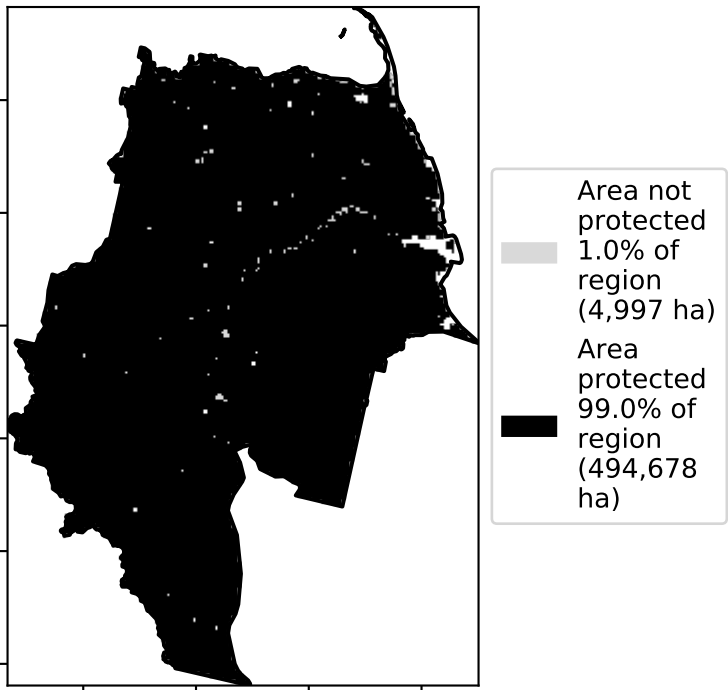 Area not
protected
1.0% of
region
(4,997 ha)
Area
protected
99.0% of
region
(494,678
ha)